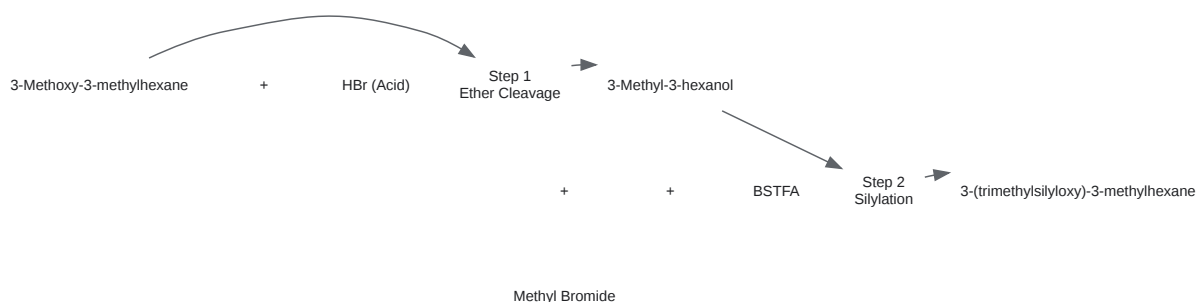 3-Methoxy-3-methylhexane
+
HBr (Acid)
Step 1
Ether Cleavage
3-Methyl-3-hexanol
+
+
BSTFA
Step 2
Silylation
3-(trimethylsilyloxy)-3-methylhexane
Methyl Bromide